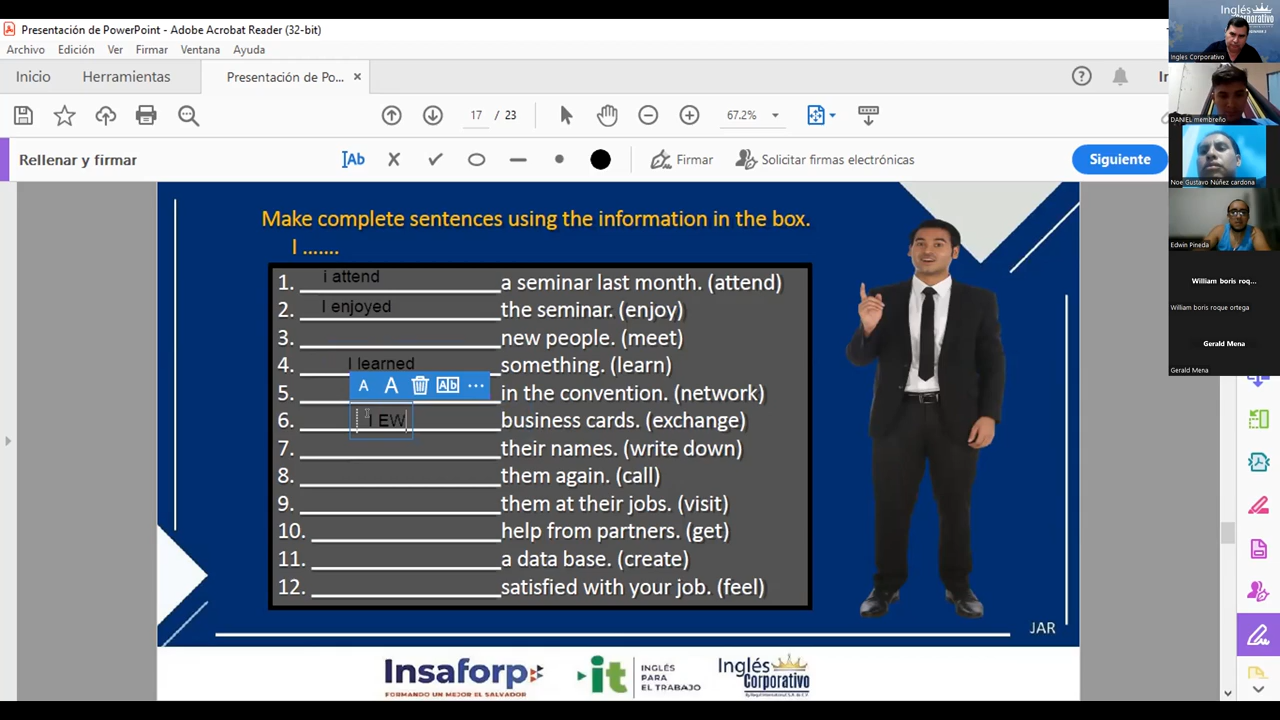 Presentación de PowerPoint - Adobe Acrobat Reader (32-bit)
Archivo Edición Ver Firmar Ventana Ayuda
Inicio Herramientas Presentación de Po... ×
17 / 23 67.2%
Rellenar y firmar Ab Firmar Solicitar firmas electrónicas Siguiente
Make complete sentences using the information in the box.
I .......
1. i attend a seminar last month. (attend)
2. I enjoyed the seminar. (enjoy)
3. new people. (meet)
4. I learned something. (learn)
5. in the convention. (network)
A A Ab ...
6. I EW business cards. (exchange)
7. their names. (write down)
8. them again. (call)
9. them at their jobs. (visit)
10. help from partners. (get)
11. a data base. (create)
12. satisfied with your job. (feel)
JAR
Insaforp
FORMANDO UN MEJOR EL SALVADOR
it INGLÉS PARA EL TRABAJO
Inglés Corporativo
Inglés Corporativo
Ingles Corporativo
DANIEL membreño
Noe Gustavo Núñez cardona
Edwin Pineda
William boris roq...
William boris roque ortega
Gerald Mena
Gerald Mena